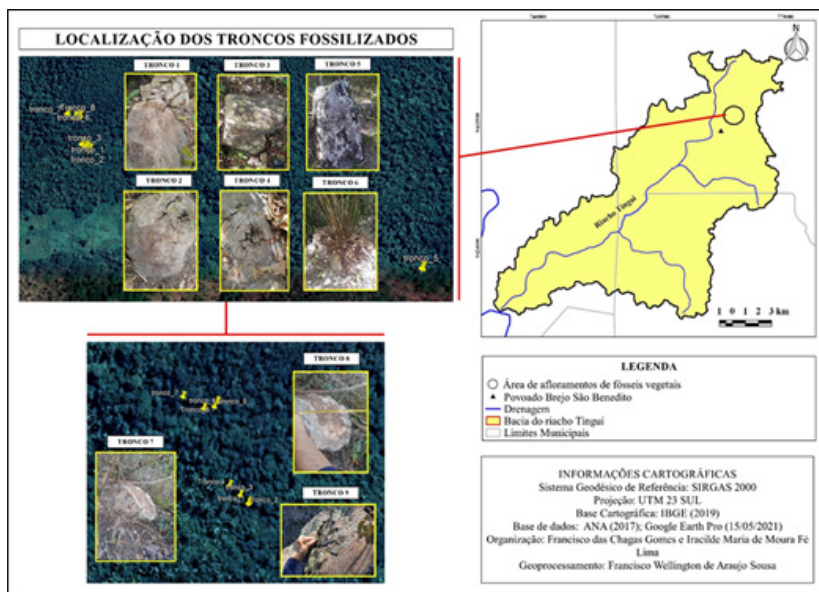 LOCALIZAÇÃO DOS TRONCOS FOSSILIZADOS
TRONCO 1
TRONCO 3
TRONCO 5
tronco_3
tronco_1
tronco_2
TRONCO 2
TRONCO 4
TRONCO 6
tronco_5
TRONCO 8
TRONCO 7
TRONCO 9
N
Riacho Tingui
1 0 1 2 3 km
LEGENDA
Área de afloramentos de fósseis vegetais
Povoado Brejo São Benedito
Drenagem
Bacia do riacho Tingui
Limites Municipais
INFORMAÇÕES CARTOGRÁFICAS
Sistema Geodésico de Referência: SIRGAS 2000
Projeção: UTM 23 SUL
Base Cartográfica: IBGE (2019)
Base de dados: ANA (2017); Google Earth Pro (15/05/2021)
Organização: Francisco das Chagas Gomes e Iracilde Maria de Moura Fé
Lima
Geoprocessamento: Francisco Wellington de Araujo Sousa